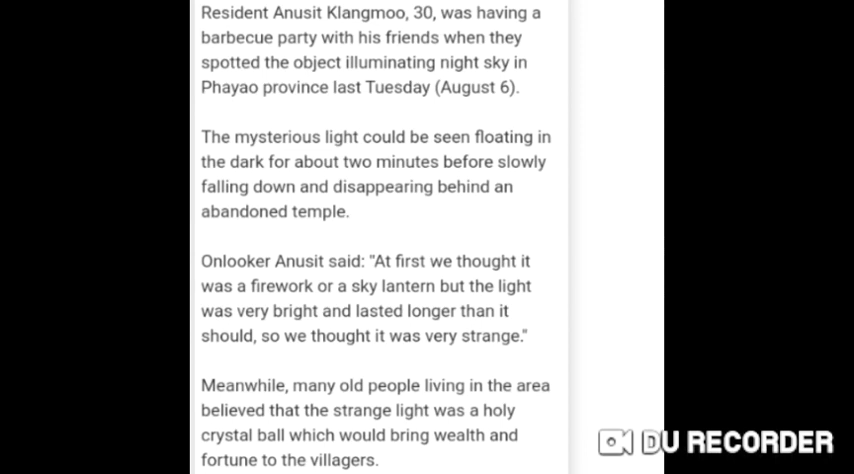 Resident Anusit Klangmoo, 30, was having a
barbecue party with his friends when they
spotted the object illuminating night sky in
Phayao province last Tuesday (August 6).
The mysterious light could be seen floating in
the dark for about two minutes before slowly
falling down and disappearing behind an
abandoned temple.
Onlooker Anusit said: "At first we thought it
was a firework or a sky lantern but the light
was very bright and lasted longer than it
should, so we thought it was very strange."
Meanwhile, many old people living in the area
believed that the strange light was a holy
crystal ball which would bring wealth and
fortune to the villagers.
DU RECORDER